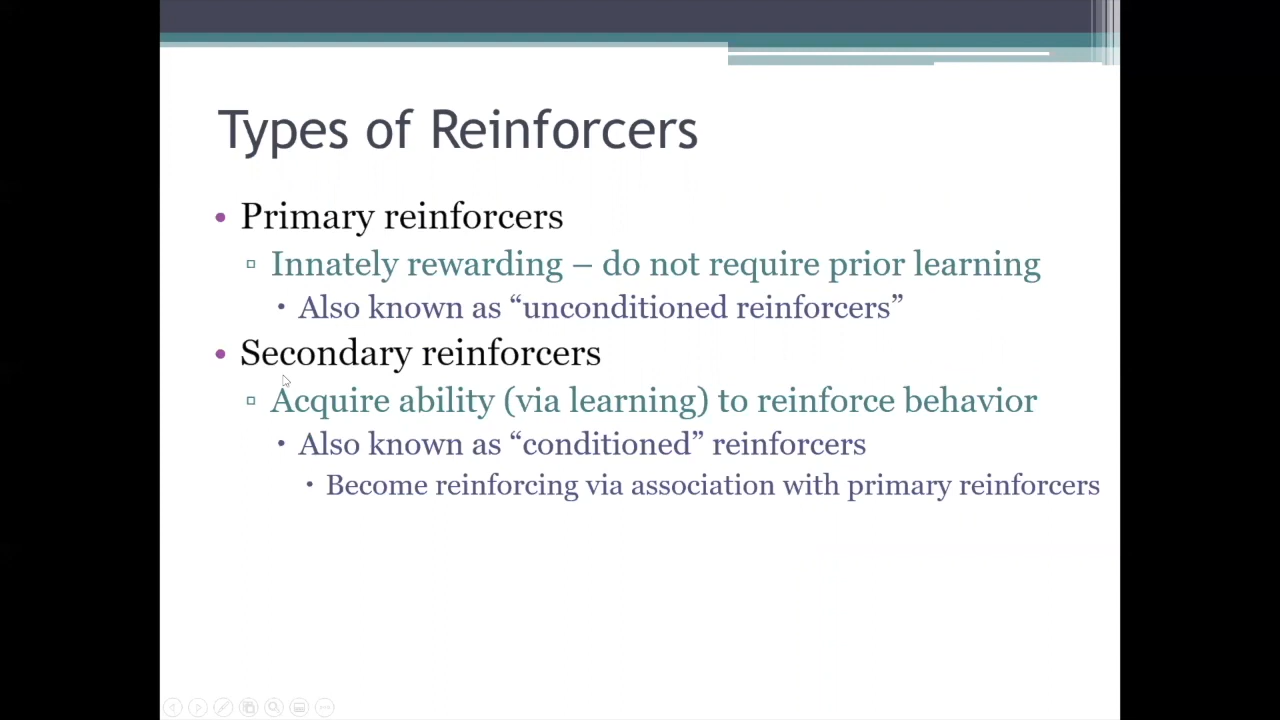 Types of Reinforcers
• Primary reinforcers
▫ Innately rewarding – do not require prior learning
• Also known as “unconditioned reinforcers”
• Secondary reinforcers
▫ Acquire ability (via learning) to reinforce behavior
• Also known as “conditioned” reinforcers
• Become reinforcing via association with primary reinforcers